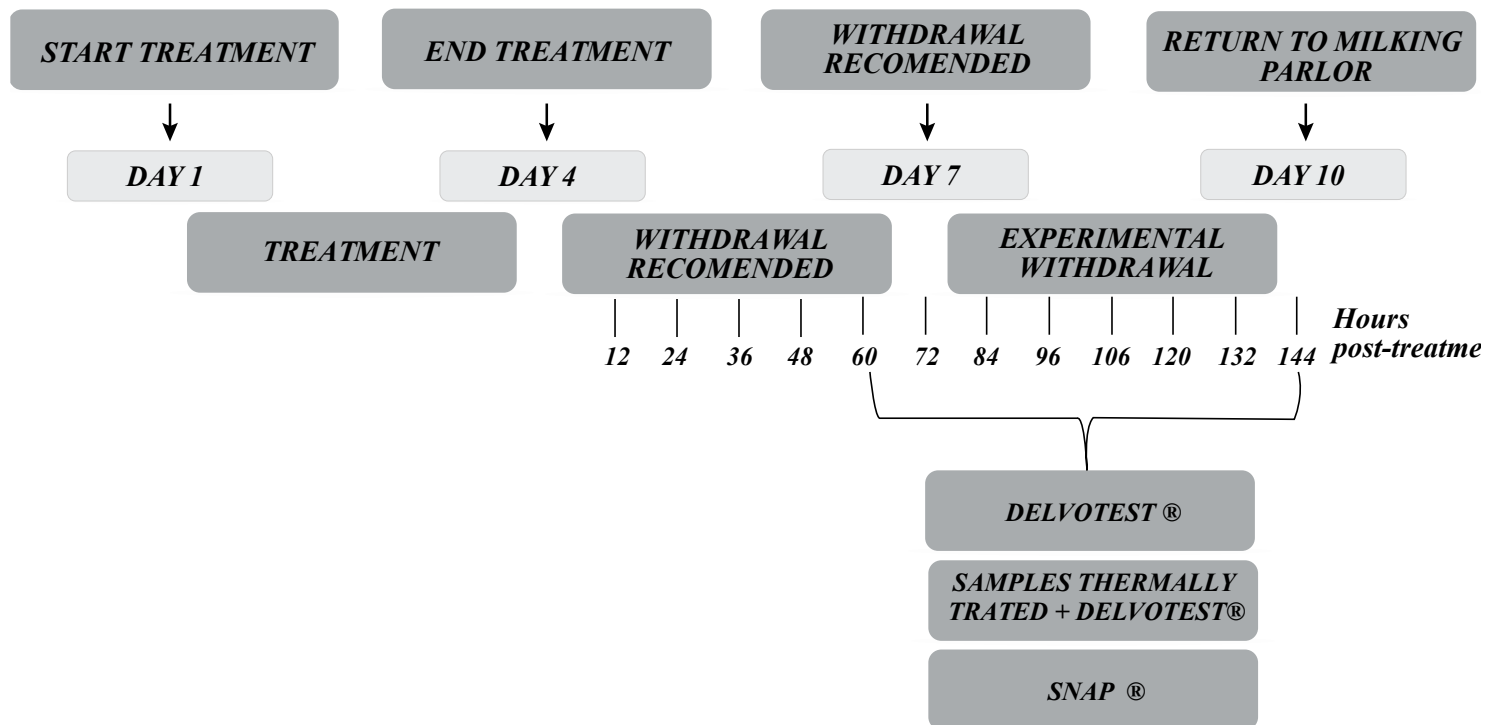 START TREATMENT
END TREATMENT
WITHDRAWAL
RECOMENDED
RETURN TO MILKING
PARLOR
DAY 1
DAY 4
DAY 7
DAY 10
TREATMENT
WITHDRAWAL
RECOMENDED
EXPERIMENTAL
WITHDRAWAL
12 24 36 48 60 72 84 96 106 120 132 144
Hours
post-treatme
DELVOTEST ®
SAMPLES THERMALLY
TRATED + DELVOTEST®
SNAP ®